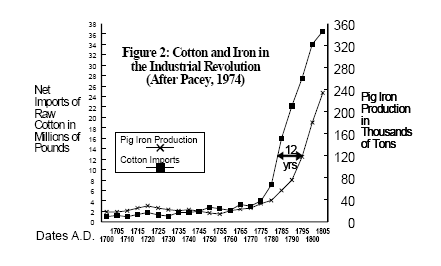 Figure 2: Cotton and Iron in
the Industrial Revolution
(After Pacey, 1974)
Net
Imports of
Raw
Cotton in
Millions of
Pounds
38
36
34
32
30
28
26
24
22
20
18
16
14
12
10
8
6
4
2
0
Pig Iron Production
Cotton Imports
12
yrs
360
320
280
240
200
160
120
80
40
0
Pig Iron
Production
in
Thousands
of Tons
1705 1715 1725 1735 1745 1755 1765 1775 1785 1795 1805
Dates A.D. 1700 1710 1720 1730 1740 1750 1760 1770 1780 1790 1800